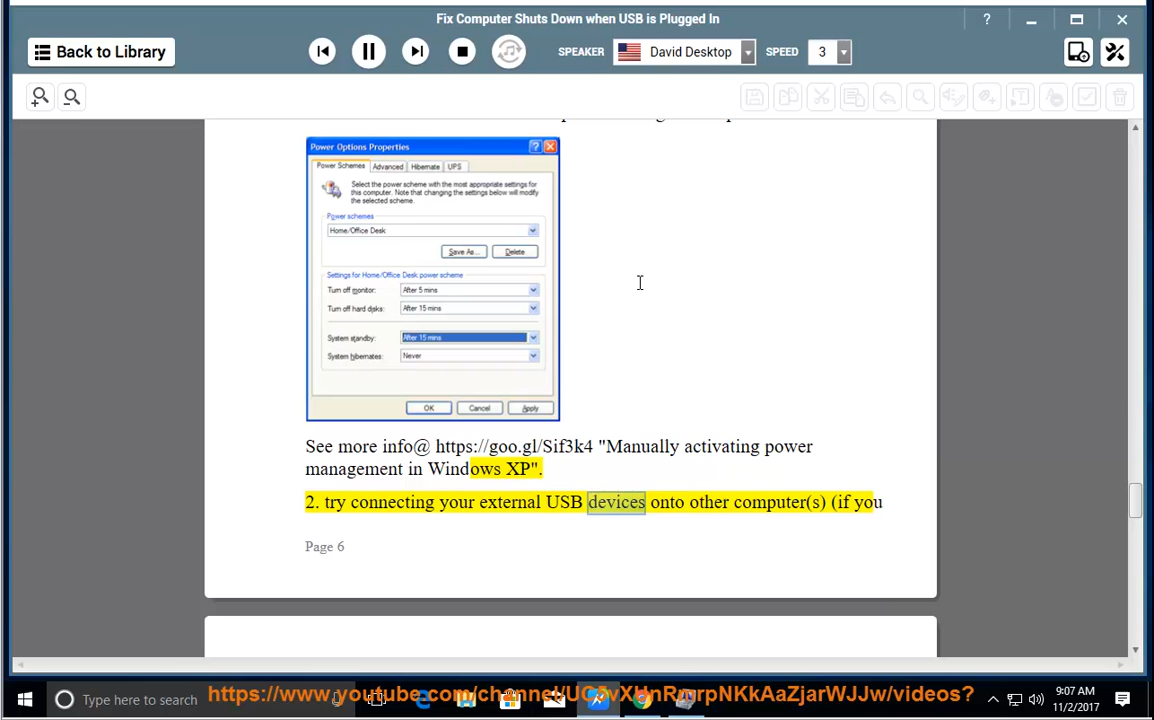 Fix Computer Shuts Down when USB is Plugged In
Back to Library
SPEAKER David Desktop SPEED 3
Power Options Properties
Power Schemes Advanced Hibernate UPS
Select the power scheme with the most appropriate settings for
this computer. Note that changing the settings below will modify
the selected scheme.
Power schemes
Home/Office Desk
Save As... Delete
Settings for Home/Office Desk power scheme
Turn off monitor: After 5 mins
Turn off hard disks: After 15 mins
System standby: After 15 mins
System hibernates: Never
OK Cancel Apply
See more info@ https://goo.gl/Sif3k4 "Manually activating power
management in Windows XP".
2. try connecting your external USB devices onto other computer(s) (if you
Page 6
Type here to search
9:07 AM
11/2/2017